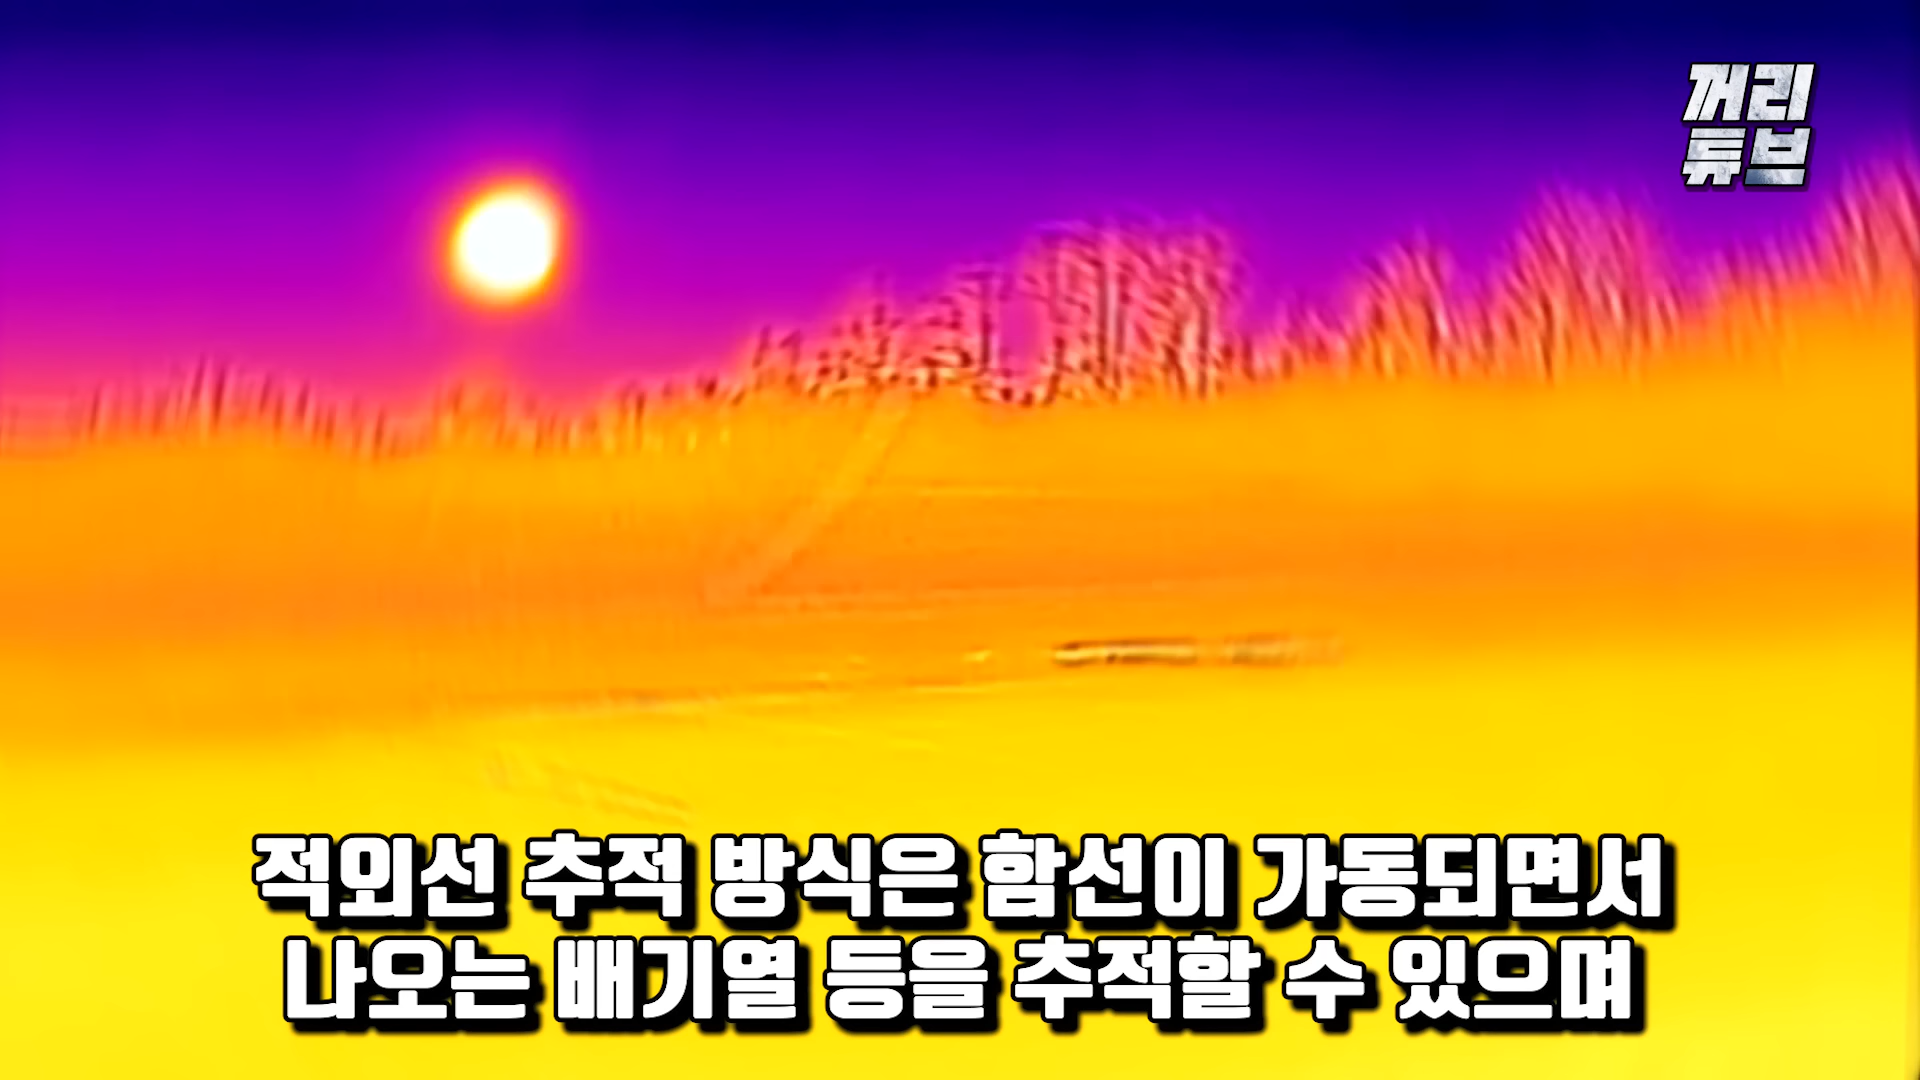 꺼리
튜브
적외선 추적 방식은 함선이 가동되면서
나오는 배기열 등을 추적할 수 있으며